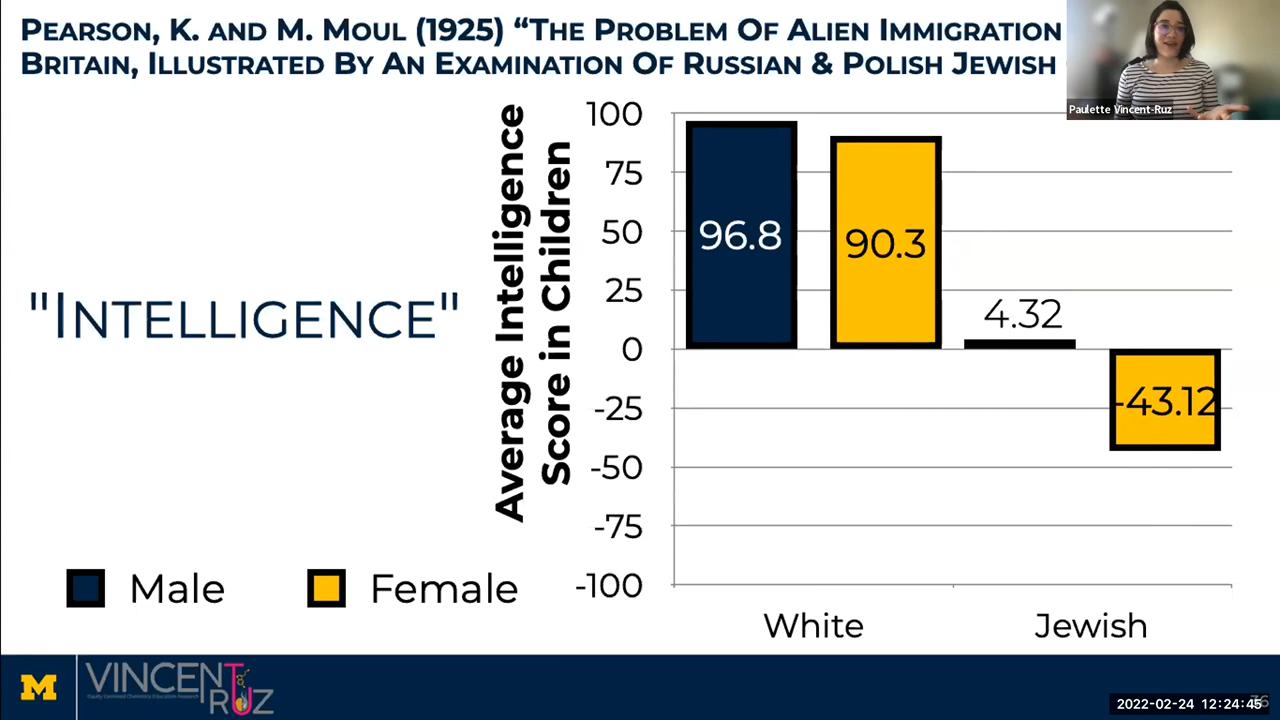 PEARSON, K. AND M. MOUL (1925) “THE PROBLEM OF ALIEN IMMIGRATION
BRITAIN, ILLUSTRATED BY AN EXAMINATION OF RUSSIAN & POLISH JEWISH
Paulette Vincent-Ruz
"INTELLIGENCE"
Average Intelligence
Score in Children
100
75
50
25
0
-25
-50
-75
-100
96.8
90.3
4.32
-43.12
White
Jewish
Male
Female
M
VINCENT
RUZ
36
2022-02-24 12:24:45